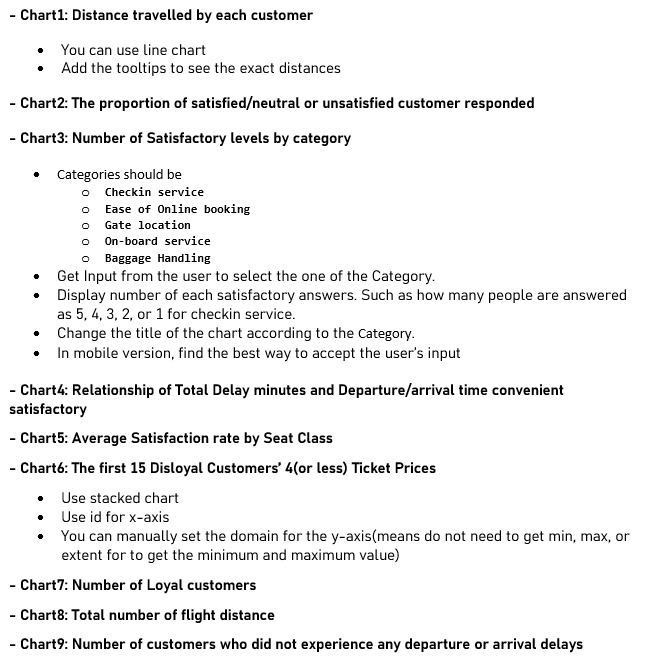 - Chart1: Distance travelled by each customer
• You can use line chart
• Add the tooltips to see the exact distances
- Chart2: The proportion of satisfied/neutral or unsatisfied customer responded
- Chart3: Number of Satisfactory levels by category
• Categories should be
o Checkin service
o Ease of Online booking
o Gate location
o On-board service
o Baggage Handling
• Get Input from the user to select the one of the Category.
• Display number of each satisfactory answers. Such as how many people are answered
as 5, 4, 3, 2, or 1 for checkin service.
• Change the title of the chart according to the Category.
• In mobile version, find the best way to accept the user's input
- Chart4: Relationship of Total Delay minutes and Departure/arrival time convenient
satisfactory
- Chart5: Average Satisfaction rate by Seat Class
- Chart6: The first 15 Disloyal Customers' 4(or less) Ticket Prices
• Use stacked chart
• Use id for x-axis
• You can manually set the domain for the y-axis(means do not need to get min, max, or
extent for to get the minimum and maximum value)
- Chart7: Number of Loyal customers
- Chart8: Total number of flight distance
- Chart9: Number of customers who did not experience any departure or arrival delays